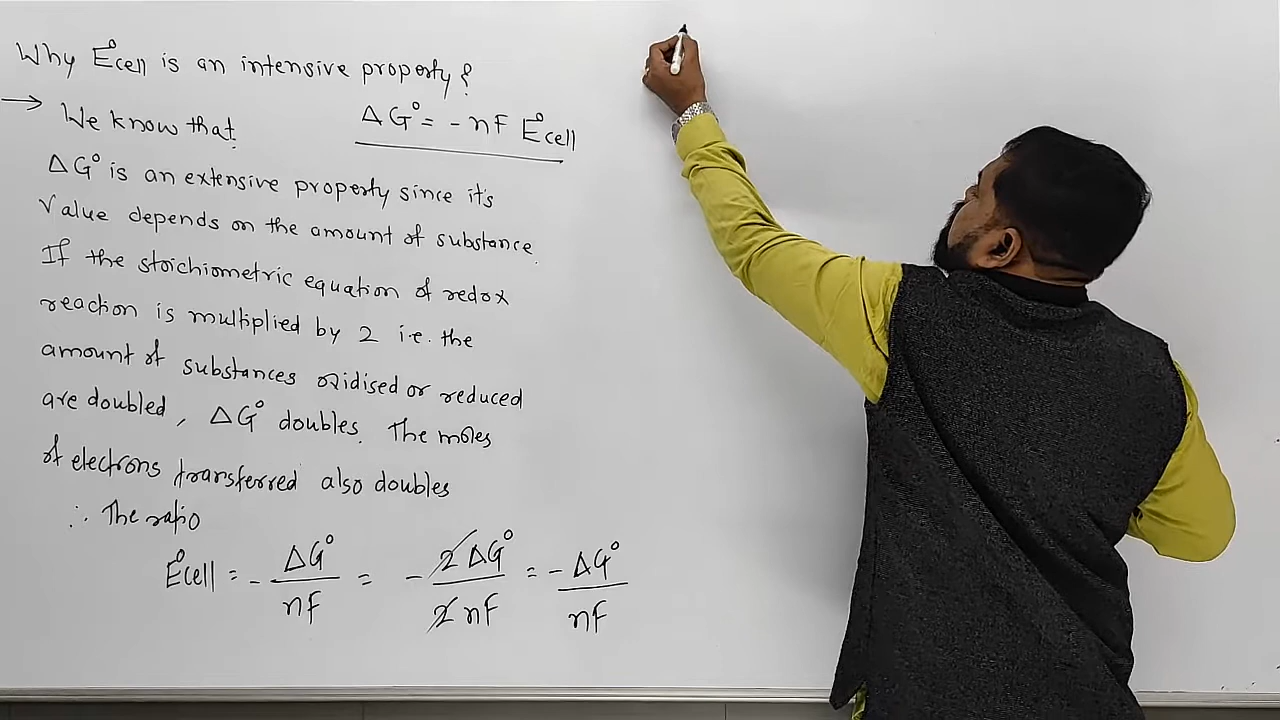 Why E°cell is an intensive property?
→ We know that ΔG° = - nF E°cell
ΔG° is an extensive property since it's
Value depends on the amount of substance.
If the stoichiometric equation of redox
reaction is multiplied by 2 i.e. the
amount of substances oxidised or reduced
are doubled, ΔG° doubles. The moles
of electrons transferred also doubles
∴ The ratio
E°cell = - ΔG°/nF = - 2ΔG°/2nF = - ΔG°/nF